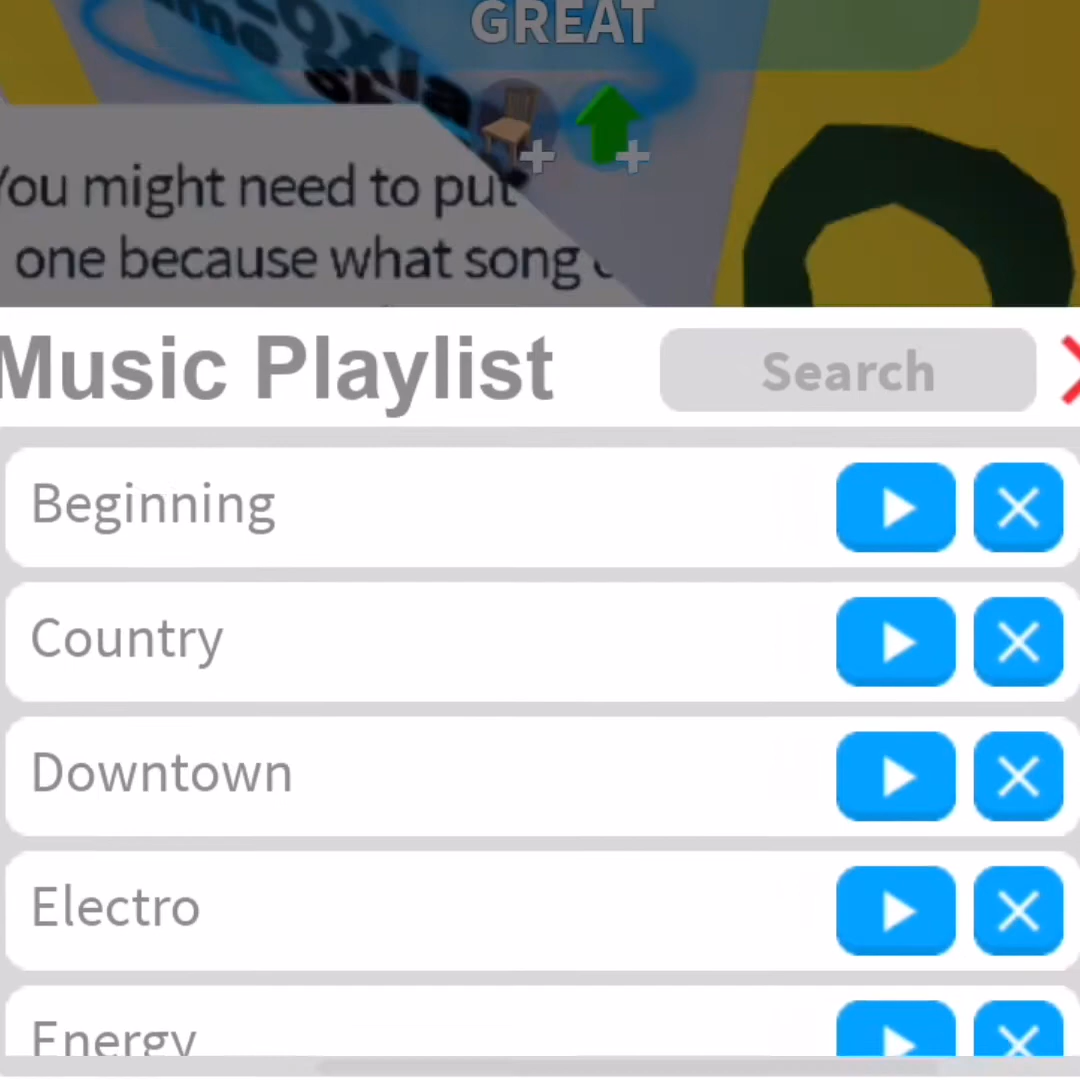 GREAT
You might need to put
one because what song
Music Playlist
Search
Beginning
Country
Downtown
Electro
Energy